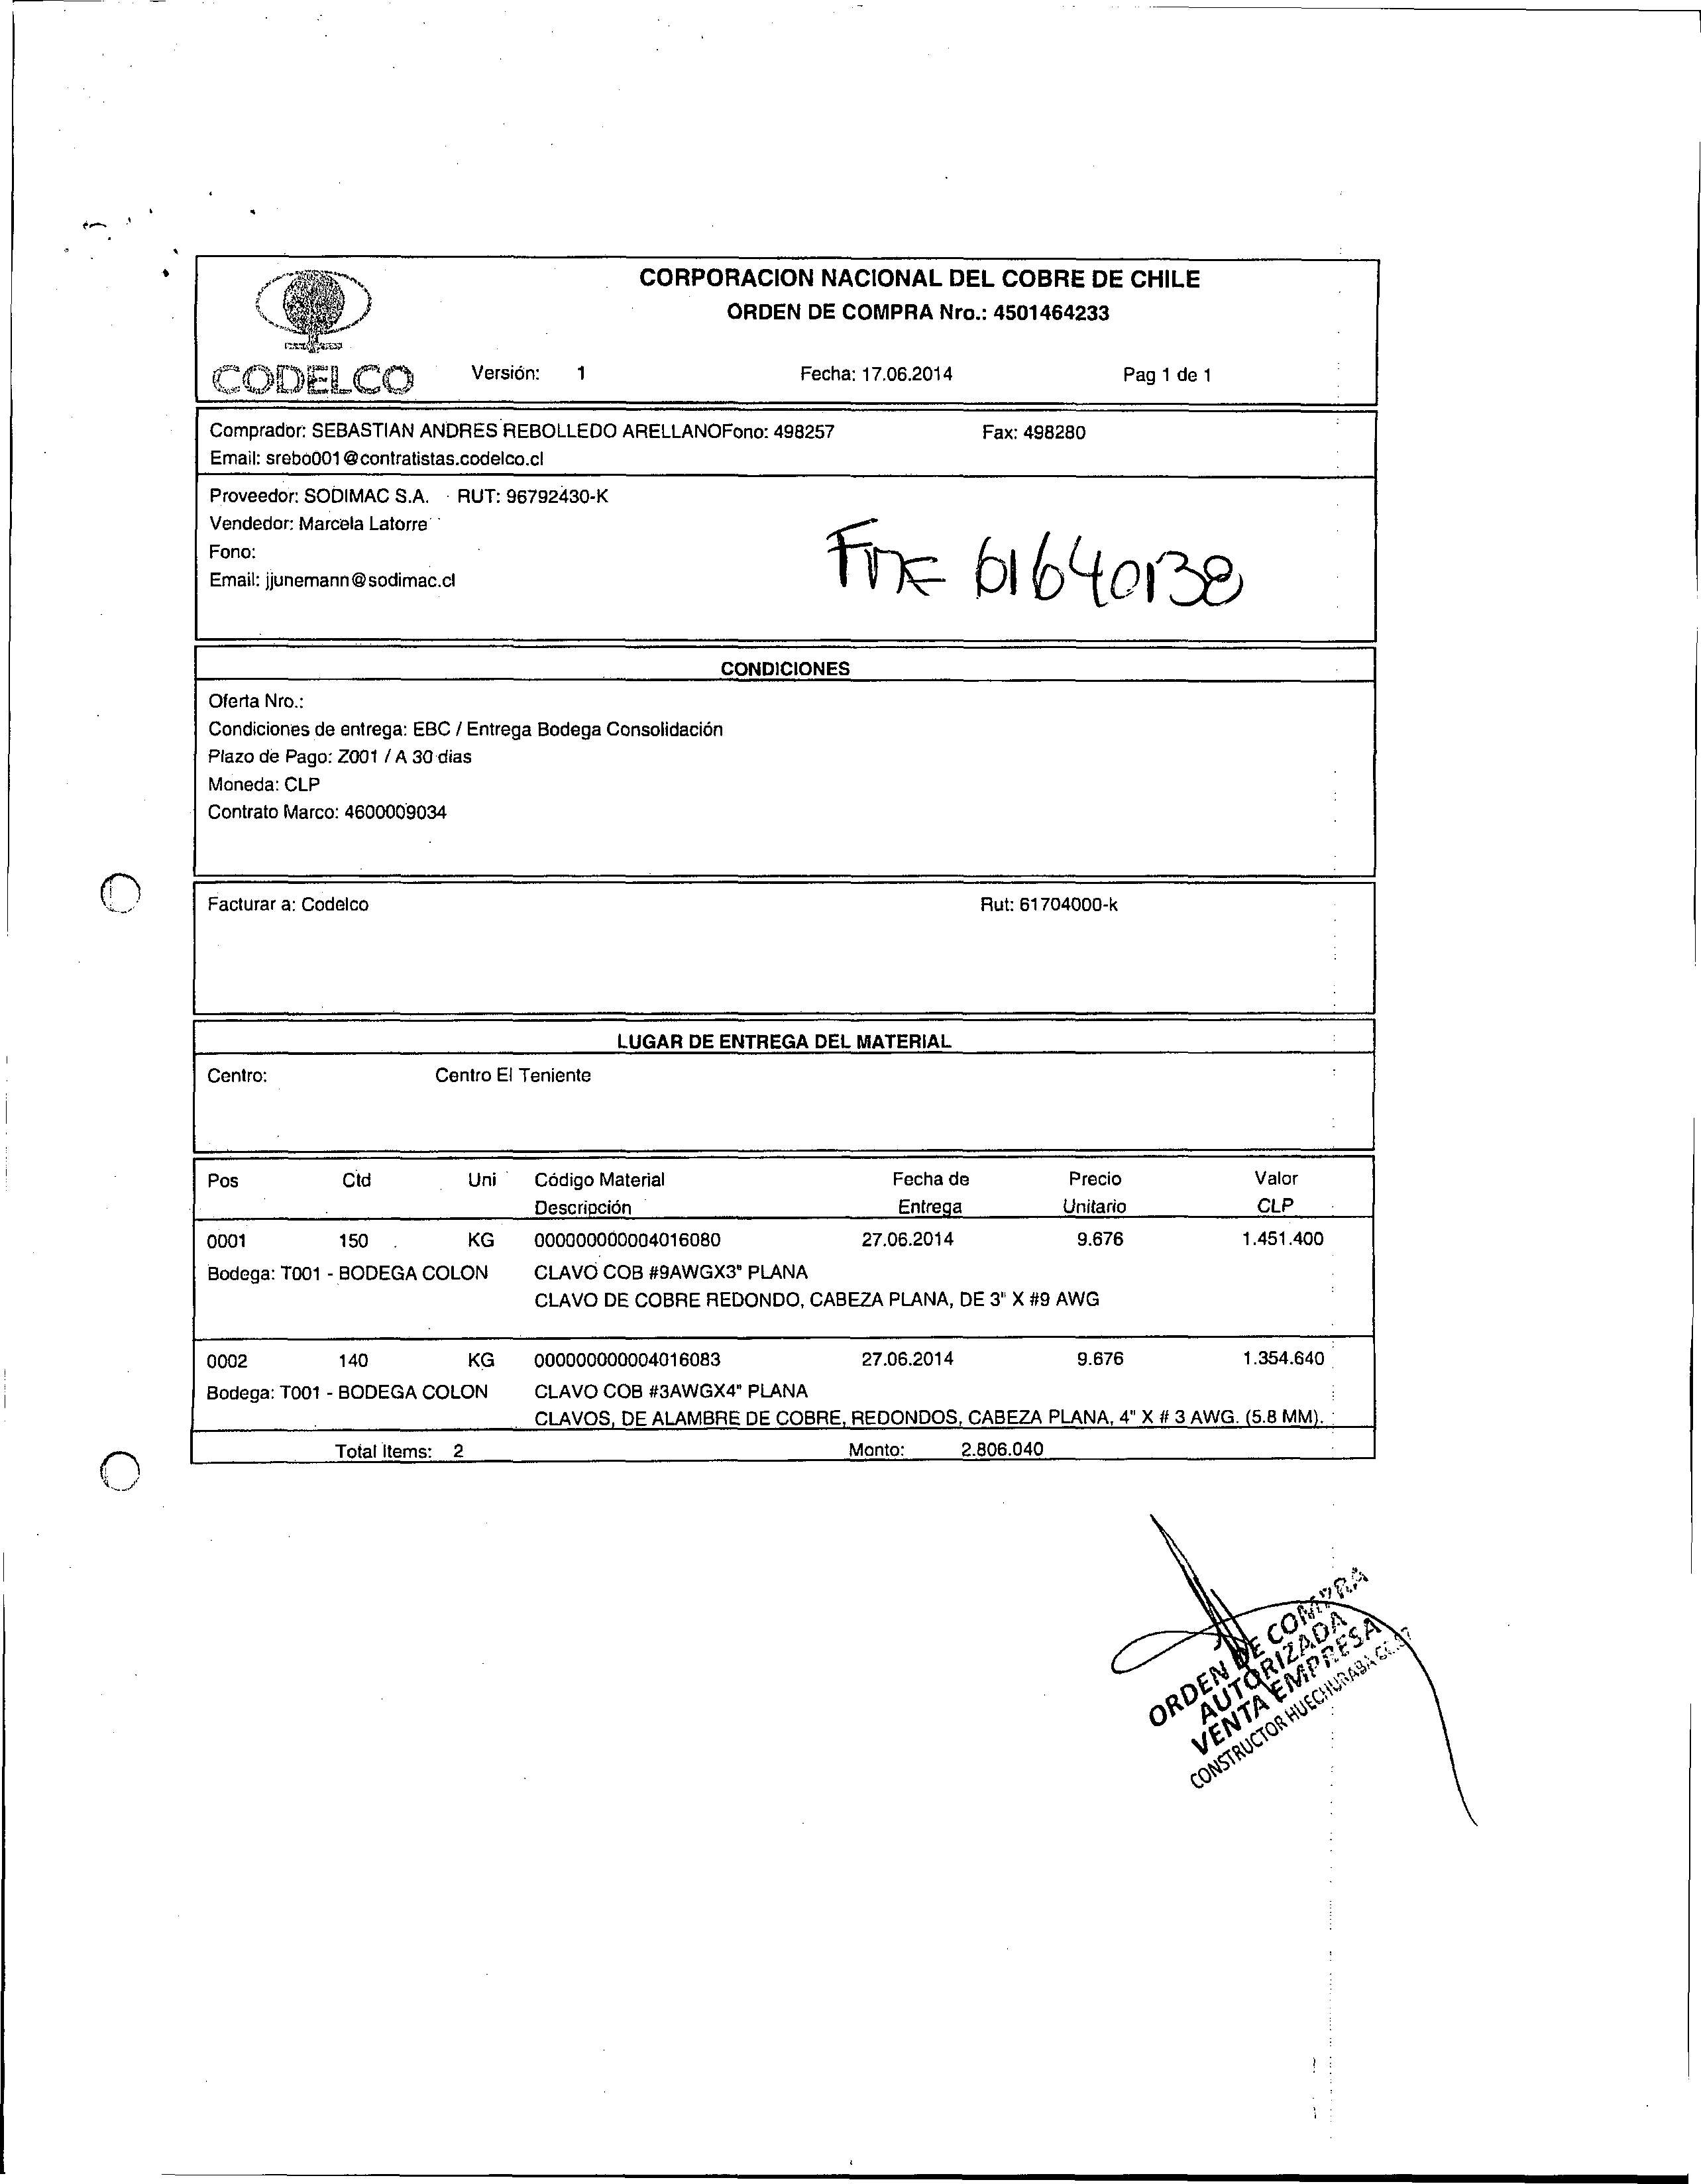 CORPORACION NACIONAL DEL COBRE DE CHILE
ORDEN DE COMPRA Nro.: 4501464233
CODELCO
Versión: 1 Fecha: 17.06.2014 Pag 1 de 1
Comprador: SEBASTIAN ANDRES REBOLLEDO ARELLANOFono: 498257 Fax: 498280
Email: srebo001@contratistas.codelco.cl
Proveedor: SODIMAC S.A. RUT: 96792430-K
Vendedor: Marcela Latorre
Fono:
Email: jjunemann@sodimac.cl
61640138
CONDICIONES
Oferta Nro.:
Condiciones de entrega: EBC / Entrega Bodega Consolidación
Plazo de Pago: Z001 / A 30 dias
Moneda: CLP
Contrato Marco: 4600009034
Facturar a: Codelco Rut: 61704000-k
LUGAR DE ENTREGA DEL MATERIAL
Centro: Centro El Teniente
Pos Ctd Uni Código Material Fecha de Precio Valor
Descripción Entrega Unitario CLP
0001 150 KG 000000000004016080 27.06.2014 9.676 1.451.400
Bodega: T001 - BODEGA COLON CLAVO COB #9AWGX3" PLANA
CLAVO DE COBRE REDONDO, CABEZA PLANA, DE 3" X #9 AWG
0002 140 KG 000000000004016083 27.06.2014 9.676 1.354.640
Bodega: T001 - BODEGA COLON CLAVO COB #3AWGX4" PLANA
CLAVOS, DE ALAMBRE DE COBRE, REDONDOS, CABEZA PLANA, 4" X # 3 AWG. (5.8 MM).
Total Items: 2 Monto: 2.806.040
ORDEN DE COMPRA
AUTORIZADA
VENTA EMPRESA
CONSTRUCTOR HUECHURABA